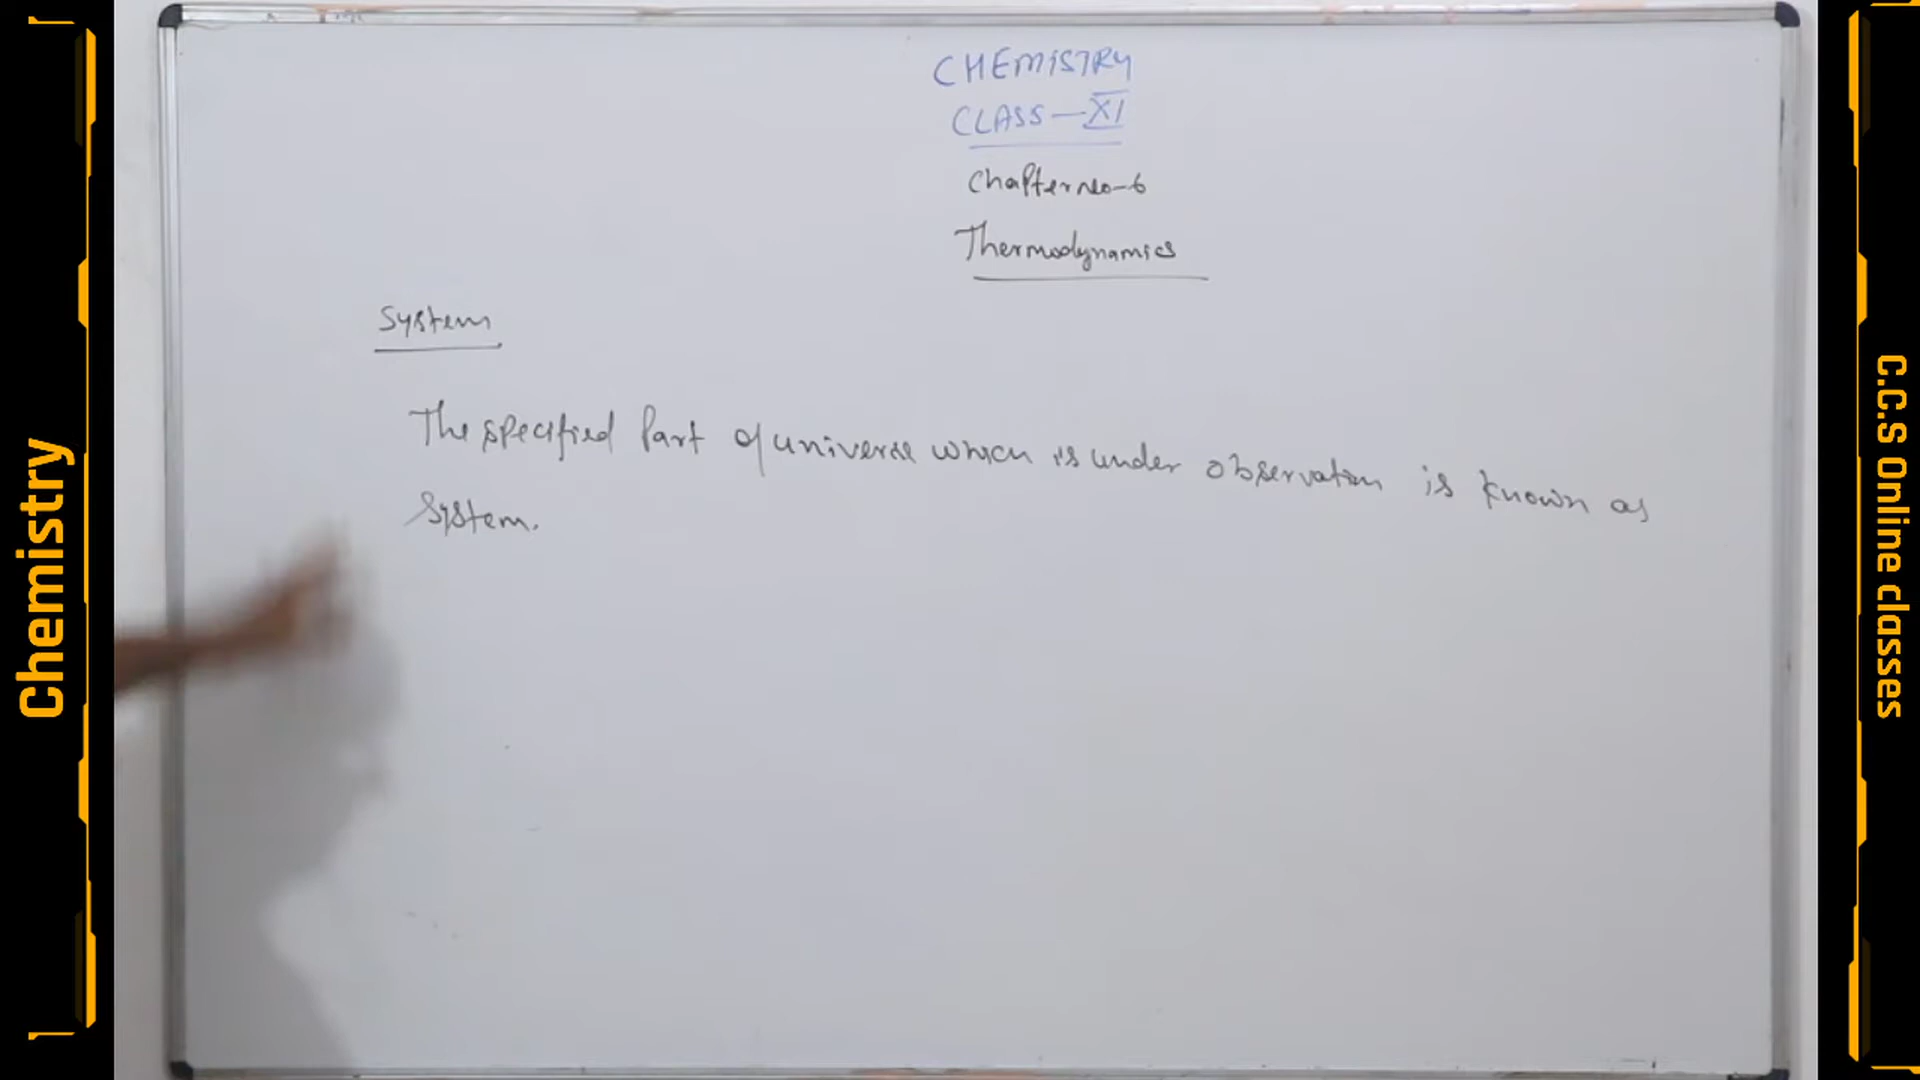 CHEMISTRY
CLASS — XI
Chapter no - 6
Thermodynamics
System
The specified Part of universe which is under observation is known as
System.
Chemistry
C.C.S Online classes